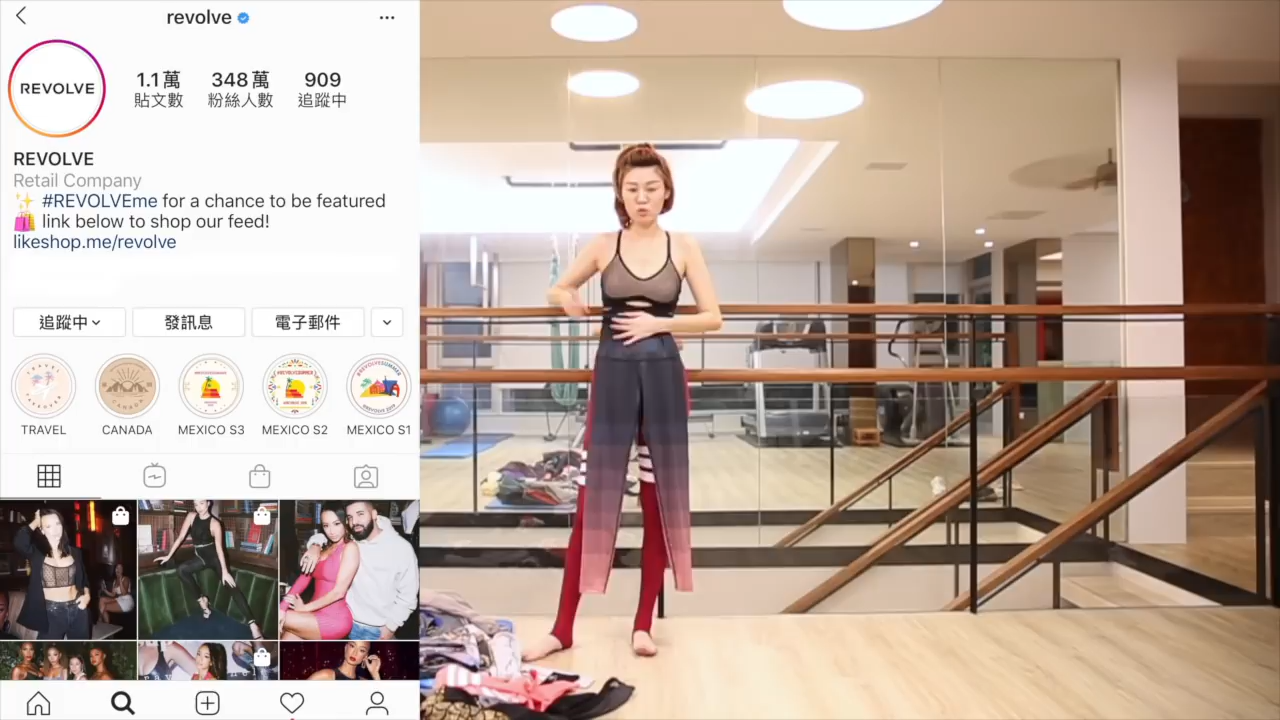 revolve
REVOLVE
1.1萬 348萬 909
貼文數 粉絲人數 追蹤中
REVOLVE
Retail Company
✨ #REVOLVEme for a chance to be featured
🛍️ link below to shop our feed!
likeshop.me/revolve
追蹤中 發訊息 電子郵件
TRAVEL CANADA MEXICO S3 MEXICO S2 MEXICO S1